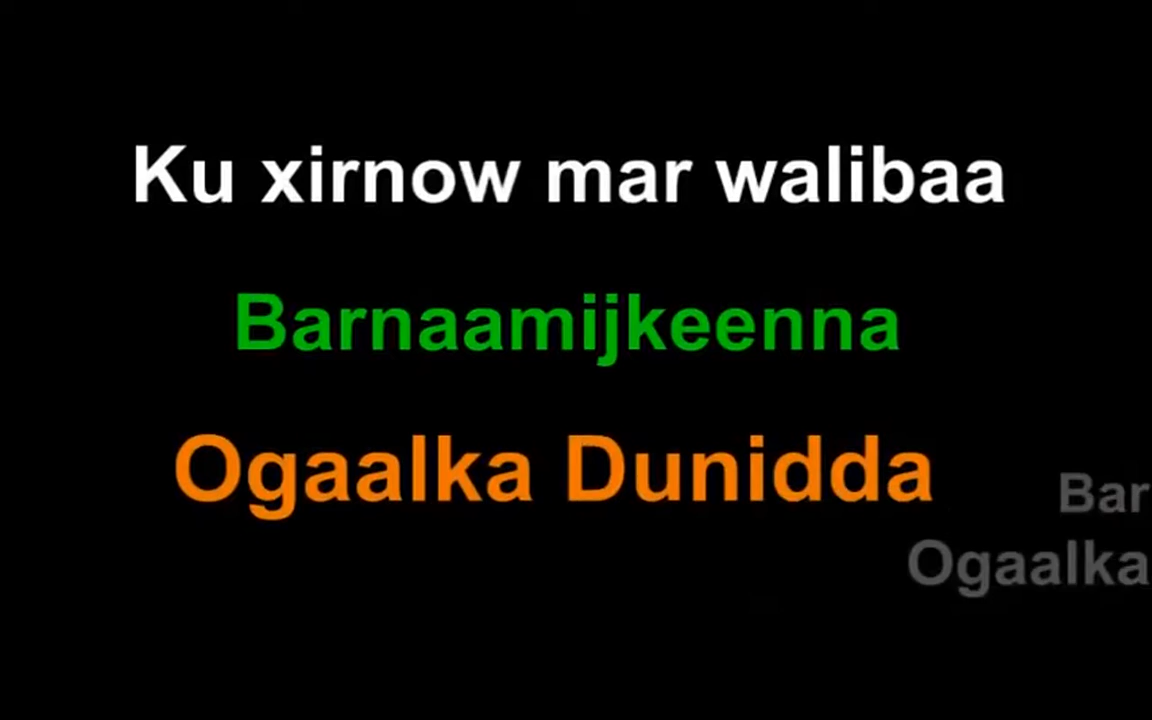 Ku xirnow mar walibaa
Barnaamijkeenna
Ogaalka Dunidda
Bar
Ogaalka